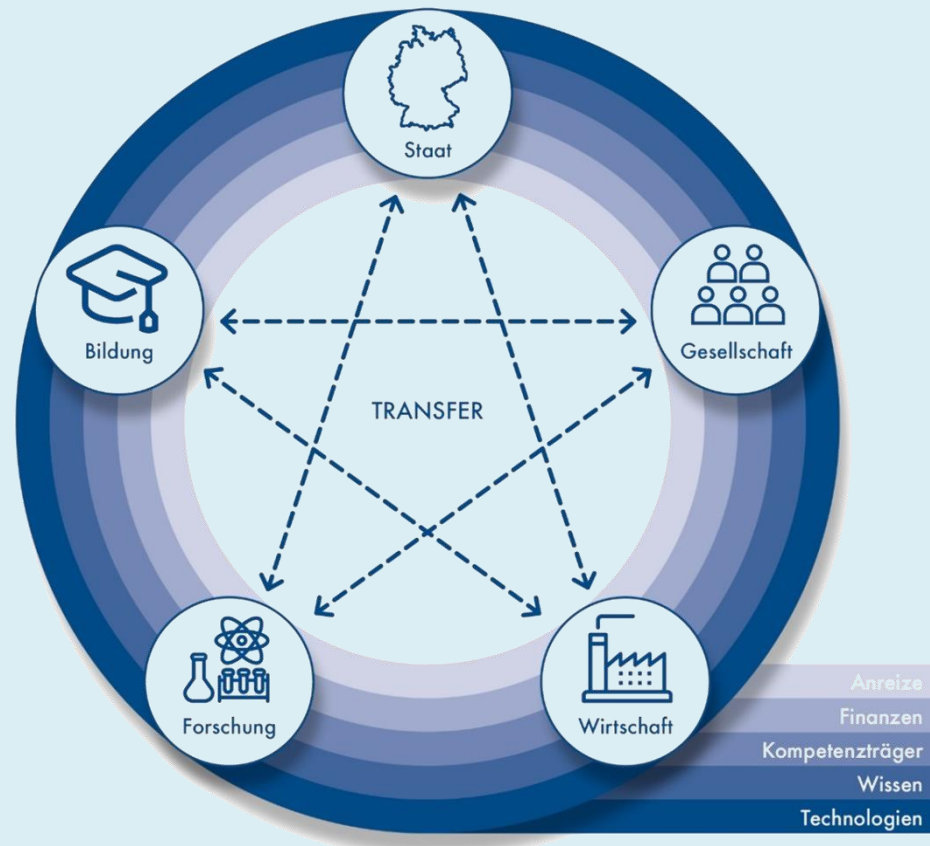 Staat
Bildung
Gesellschaft
TRANSFER
Forschung
Wirtschaft
Anreize
Finanzen
Kompetenzträger
Wissen
Technologien